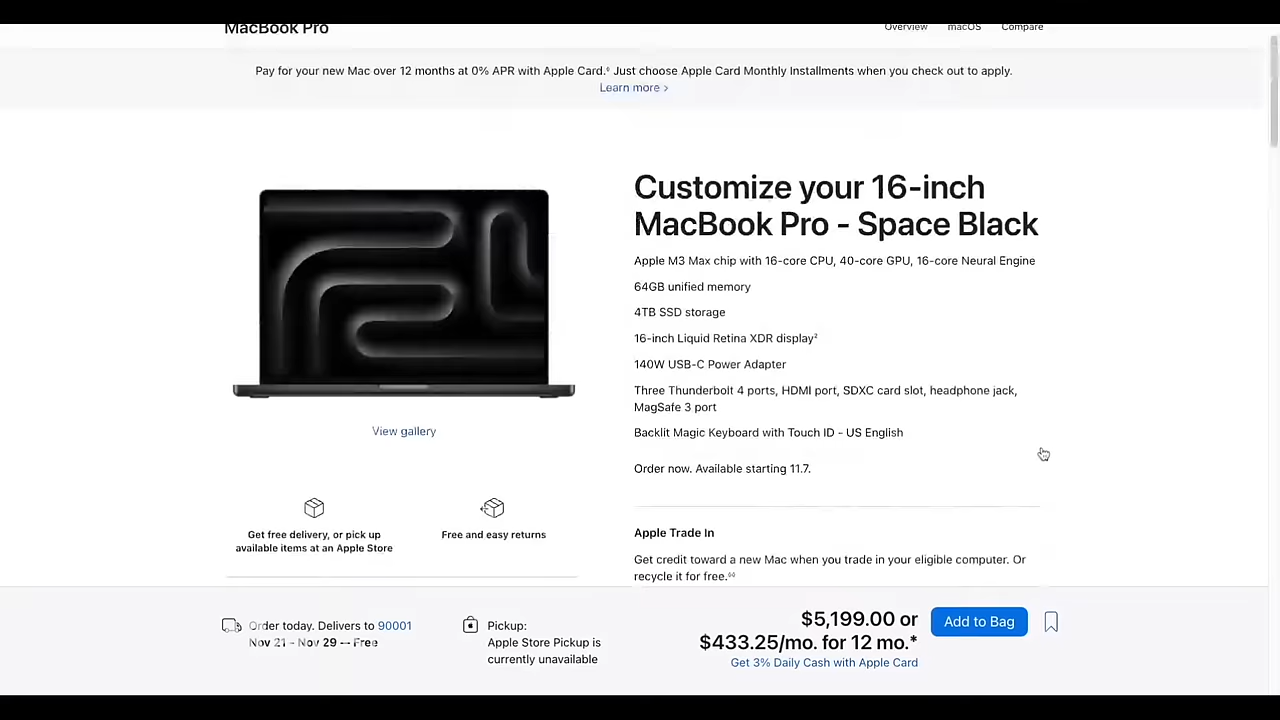 MacBook Pro
Overview macOS Compare
Pay for your new Mac over 12 months at 0% APR with Apple Card.◊ Just choose Apple Card Monthly Installments when you check out to apply.
Learn more >
Customize your 16-inch
MacBook Pro - Space Black
Apple M3 Max chip with 16-core CPU, 40-core GPU, 16-core Neural Engine
64GB unified memory
4TB SSD storage
16-inch Liquid Retina XDR display²
140W USB-C Power Adapter
Three Thunderbolt 4 ports, HDMI port, SDXC card slot, headphone jack,
MagSafe 3 port
Backlit Magic Keyboard with Touch ID - US English
Order now. Available starting 11.7.
View gallery
Get free delivery, or pick up
available items at an Apple Store
Free and easy returns
Apple Trade In
Get credit toward a new Mac when you trade in your eligible computer. Or
recycle it for free.◊◊
Order today. Delivers to 90001
Nov 21 - Nov 29 — Free
Pickup:
Apple Store Pickup is
currently unavailable
$5,199.00 or
$433.25/mo. for 12 mo.*
Get 3% Daily Cash with Apple Card
Add to Bag